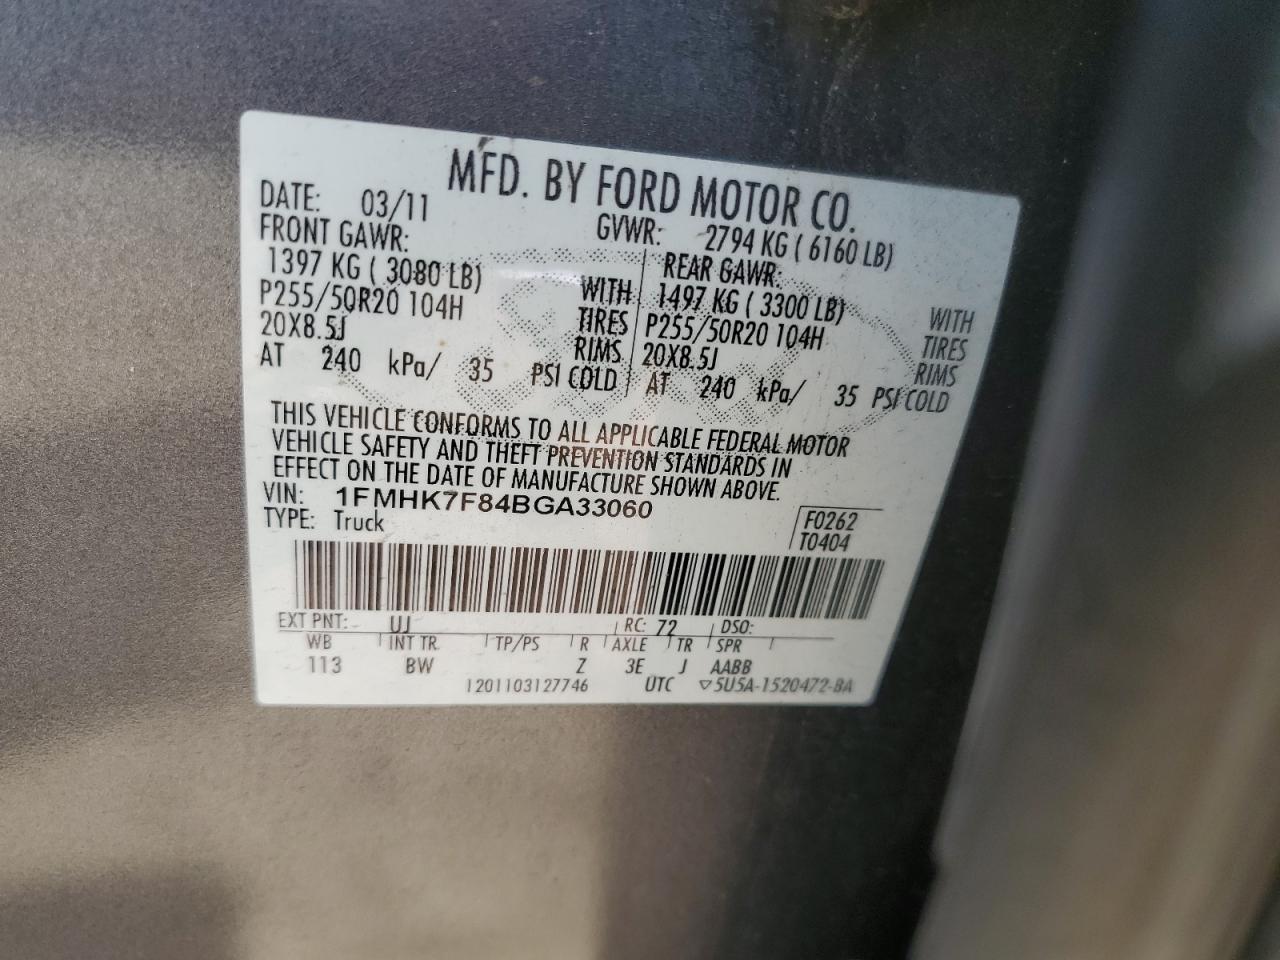 MFD. BY FORD MOTOR CO.
DATE: 03/11 GVWR: 2794 KG ( 6160 LB)
FRONT GAWR: REAR GAWR:
1397 KG ( 3080 LB) WITH 1497 KG ( 3300 LB) WITH
P255/50R20 104H TIRES P255/50R20 104H TIRES
20X8.5J RIMS 20X8.5J RIMS
AT 240 kPa/ 35 PSI COLD AT 240 kPa/ 35 PSI COLD
THIS VEHICLE CONFORMS TO ALL APPLICABLE FEDERAL MOTOR
VEHICLE SAFETY AND THEFT PREVENTION STANDARDS IN
EFFECT ON THE DATE OF MANUFACTURE SHOWN ABOVE.
VIN: 1FMHK7F84BGA33060
TYPE: Truck F0262
T0404
EXT PNT: UJ RC: 72 DSO:
WB INT TR TP/PS R AXLE TR SPR
113 BW Z 3E J AABB
1201103127746 UTC ▽5U5A-1520472-BA